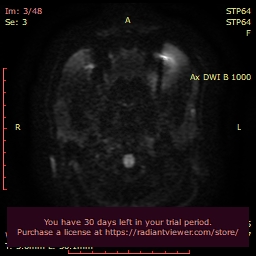 Im: 3/48
Se: 3
A
STP64
STP64
F
Ax DWI B 1000
R
L
You have 30 days left in your trial period.
Purchase a license at https://radiantviewer.com/store/